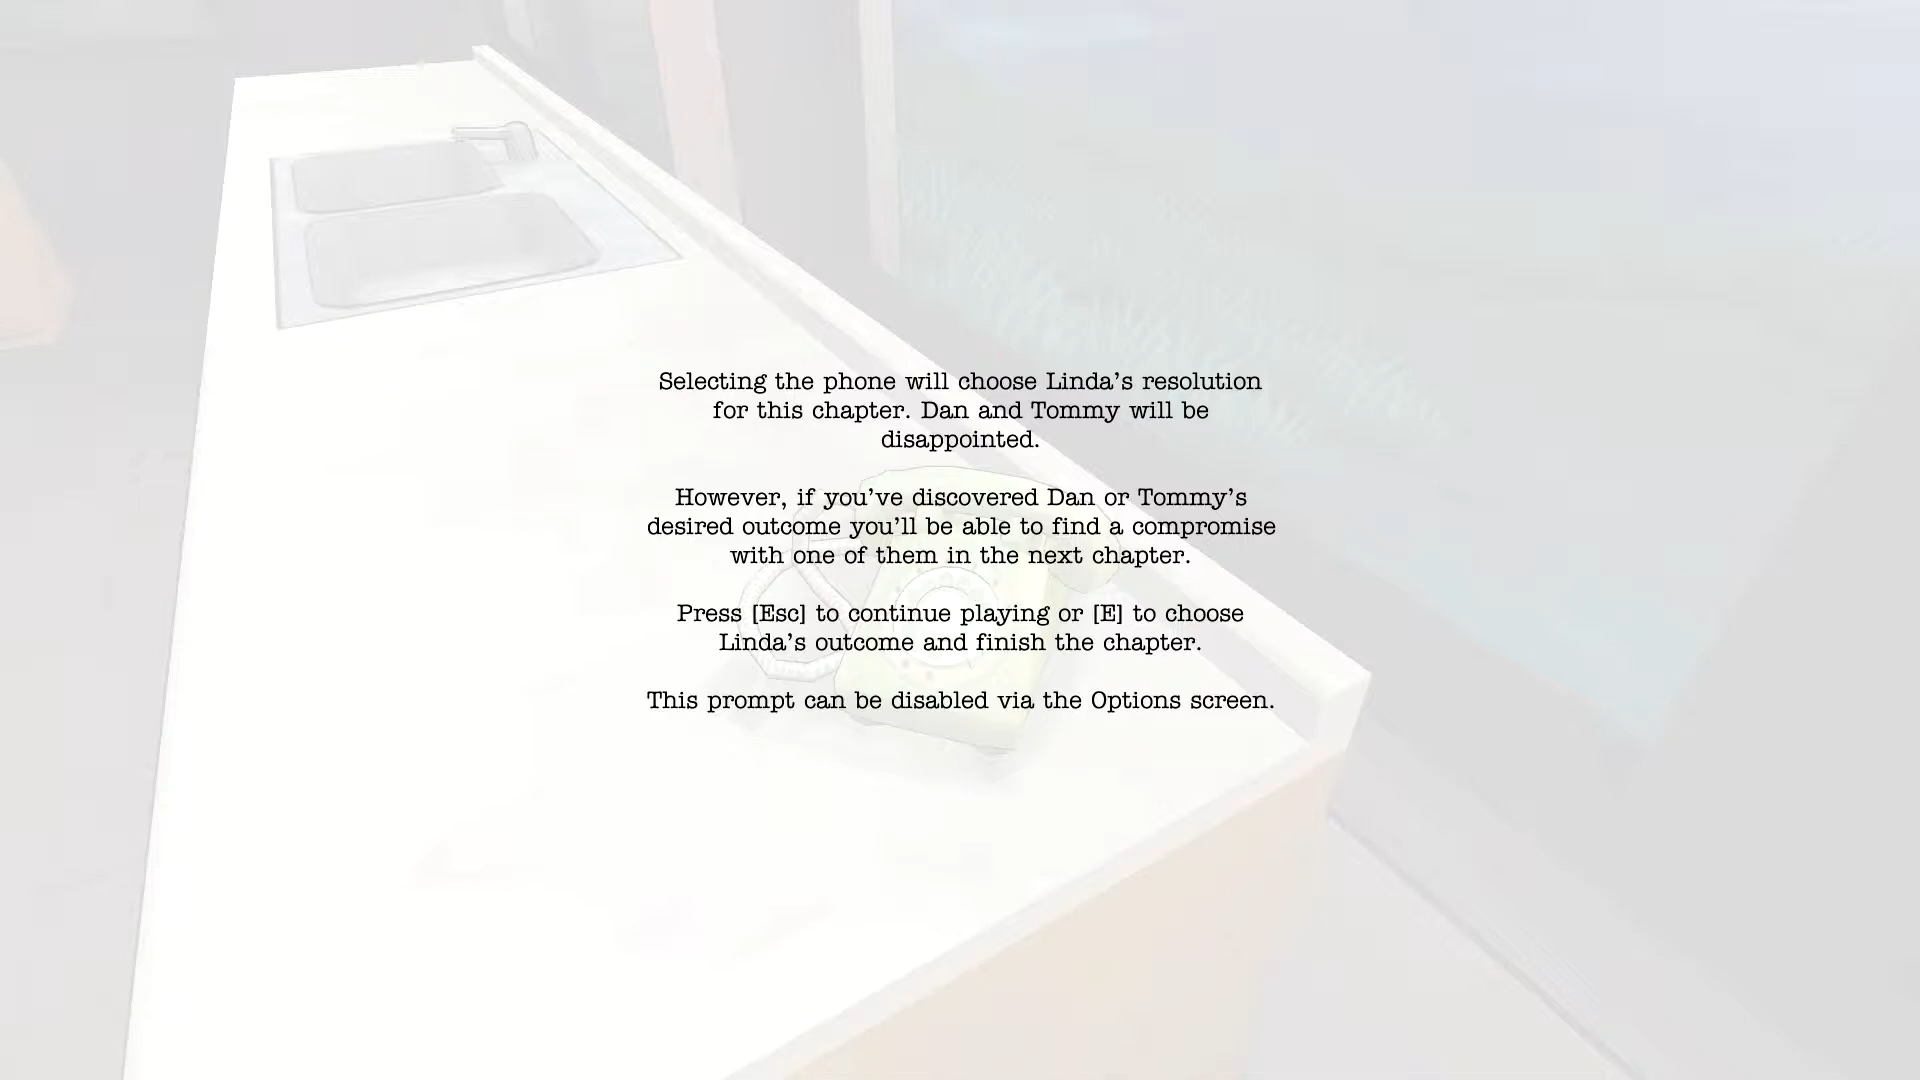 Selecting the phone will choose Linda’s resolution
for this chapter. Dan and Tommy will be
disappointed.
However, if you’ve discovered Dan or Tommy’s
desired outcome you’ll be able to find a compromise
with one of them in the next chapter.
Press [Esc] to continue playing or [E] to choose
Linda’s outcome and finish the chapter.
This prompt can be disabled via the Options screen.